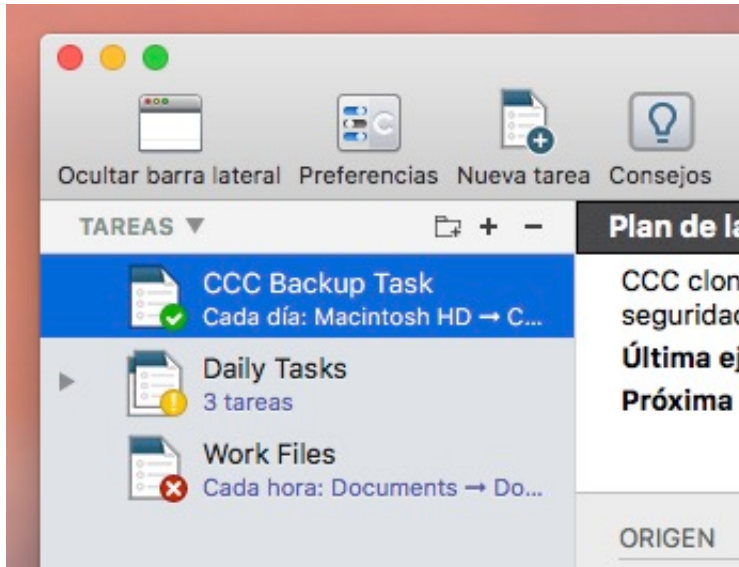 Ocultar barra lateral Preferencias Nueva tarea Consejos
TAREAS ▼
Plan de la
CCC Backup Task
Cada día: Macintosh HD → C...
CCC clon
seguridad
Daily Tasks
3 tareas
Última ej
Próxima
Work Files
Cada hora: Documents → Do...
ORIGEN